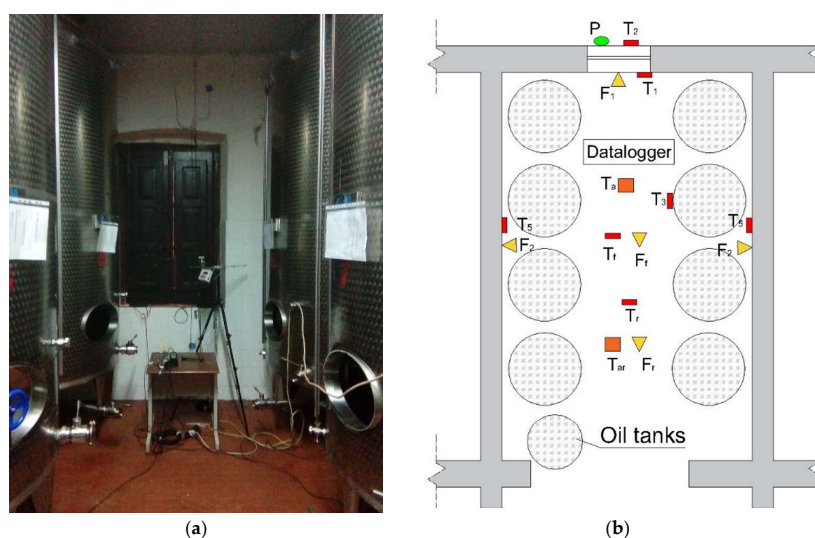 P T₂
F₁ T₁
Datalogger
Tₐ T₃
T₅ T₅
F₂ Tf Ff F₂
Tr
Tar Fr
Oil tanks
(a) (b)